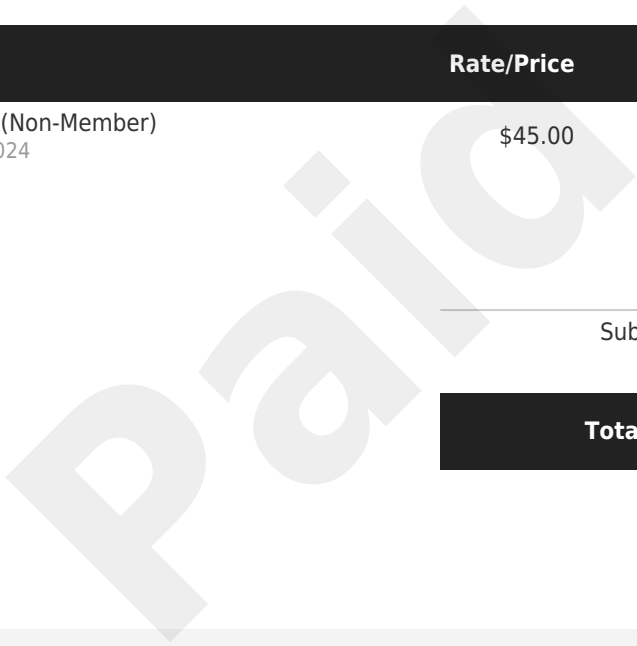 Rate/Price
(Non-Member)
$45.00
024
Sub
Tota
Paid